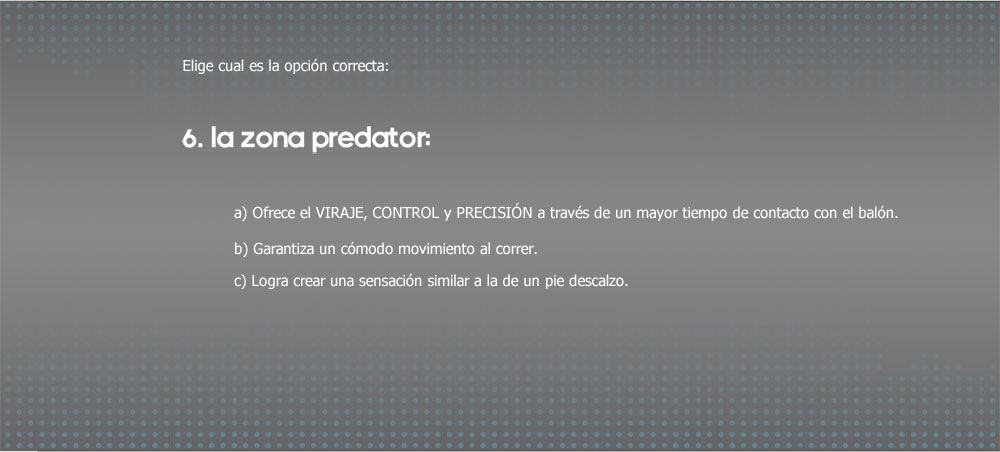 Elige cual es la opción correcta:
6. la zona predator:
a) Ofrece el VIRAJE, CONTROL y PRECISIÓN a través de un mayor tiempo de contacto con el balón.
b) Garantiza un cómodo movimiento al correr.
c) Logra crear una sensación similar a la de un pie descalzo.